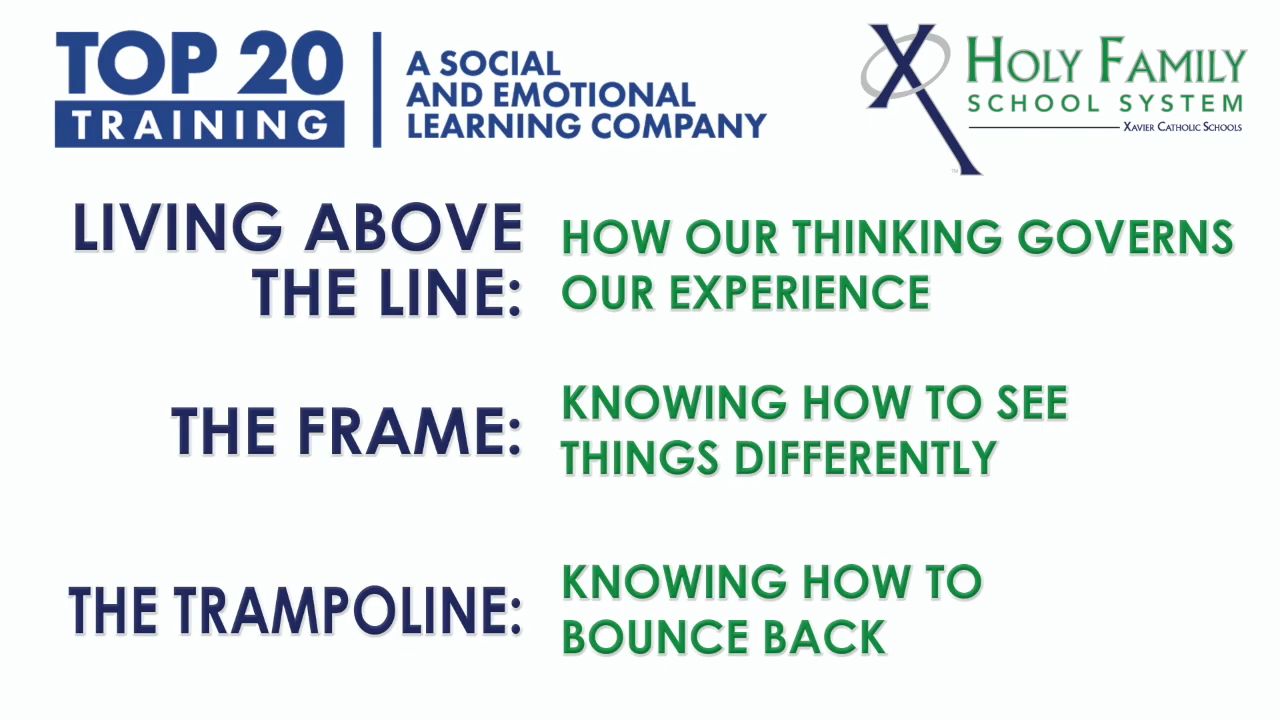 TOP 20
TRAINING
A SOCIAL
AND EMOTIONAL
LEARNING COMPANY
X
HOLY FAMILY
SCHOOL SYSTEM
XAVIER CATHOLIC SCHOOLS
TM
LIVING ABOVE
THE LINE:
HOW OUR THINKING GOVERNS
OUR EXPERIENCE
THE FRAME:
KNOWING HOW TO SEE
THINGS DIFFERENTLY
THE TRAMPOLINE:
KNOWING HOW TO
BOUNCE BACK